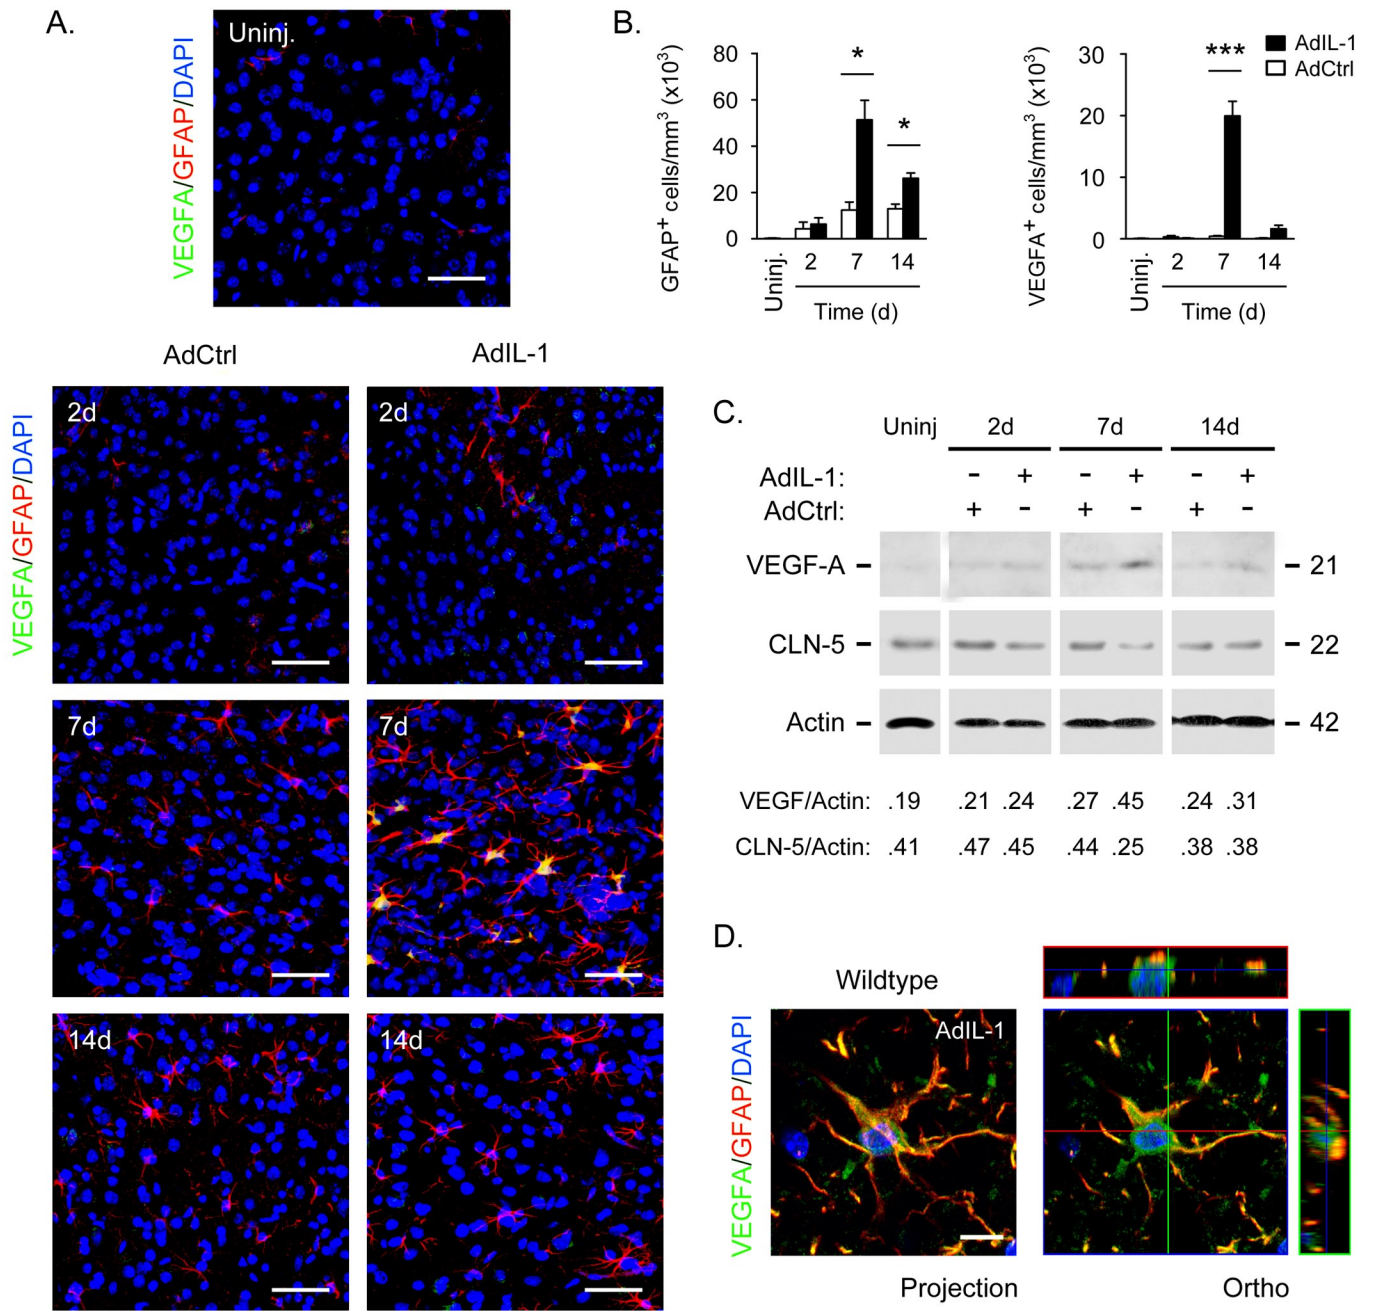 A.
VEGFA/GFAP/DAPI
Uninj.
AdCtrl
AdIL-1
VEGFA/GFAP/DAPI
2d
2d
7d
7d
14d
14d
B.
GFAP+ cells/mm3 (x103)
80
60
40
20
0
Uninj.
2
7
14
Time (d)
*
*
VEGFA+ cells/mm3 (x103)
30
20
10
0
Uninj.
2
7
14
Time (d)
***
AdIL-1
AdCtrl
C.
Uninj 2d 7d 14d
AdIL-1: - + - + - +
AdCtrl: + - + - + -
VEGF-A – – 21
CLN-5 – – 22
Actin – – 42
VEGF/Actin: .19 .21 .24 .27 .45 .24 .31
CLN-5/Actin: .41 .47 .45 .44 .25 .38 .38
D.
Wildtype
VEGFA/GFAP/DAPI
AdIL-1
Projection
Ortho